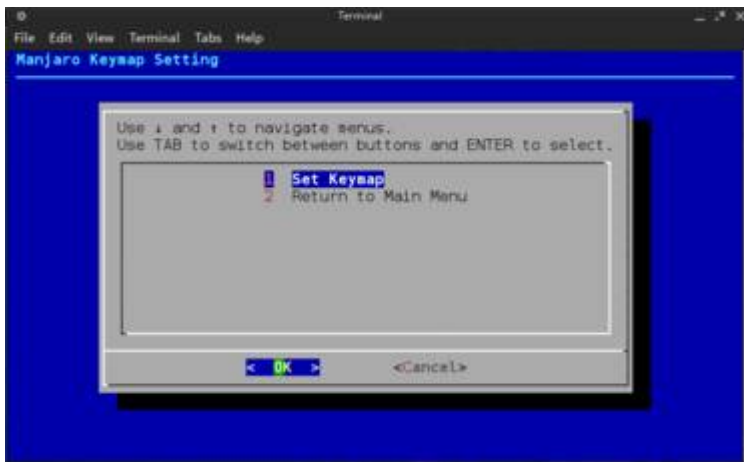 Terminal
File Edit View Terminal Tabs Help
Manjaro Keymap Setting
Use ↓ and ↑ to navigate menus.
Use TAB to switch between buttons and ENTER to select.
1 Set Keymap
2 Return to Main Menu
< OK > <Cancel>